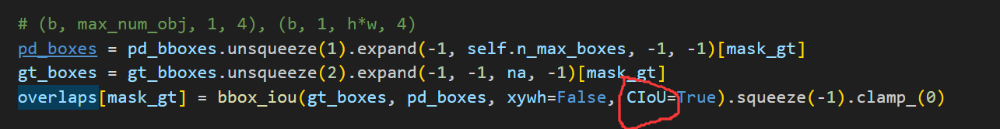 # (b, max_num_obj, 1, 4), (b, 1, h*w, 4)
pd_boxes = pd_bboxes.unsqueeze(1).expand(-1, self.n_max_boxes, -1, -1)[mask_gt]
gt_boxes = gt_bboxes.unsqueeze(2).expand(-1, -1, na, -1)[mask_gt]
overlaps[mask_gt] = bbox_iou(gt_boxes, pd_boxes, xywh=False, CIoU=True).squeeze(-1).clamp_(0)